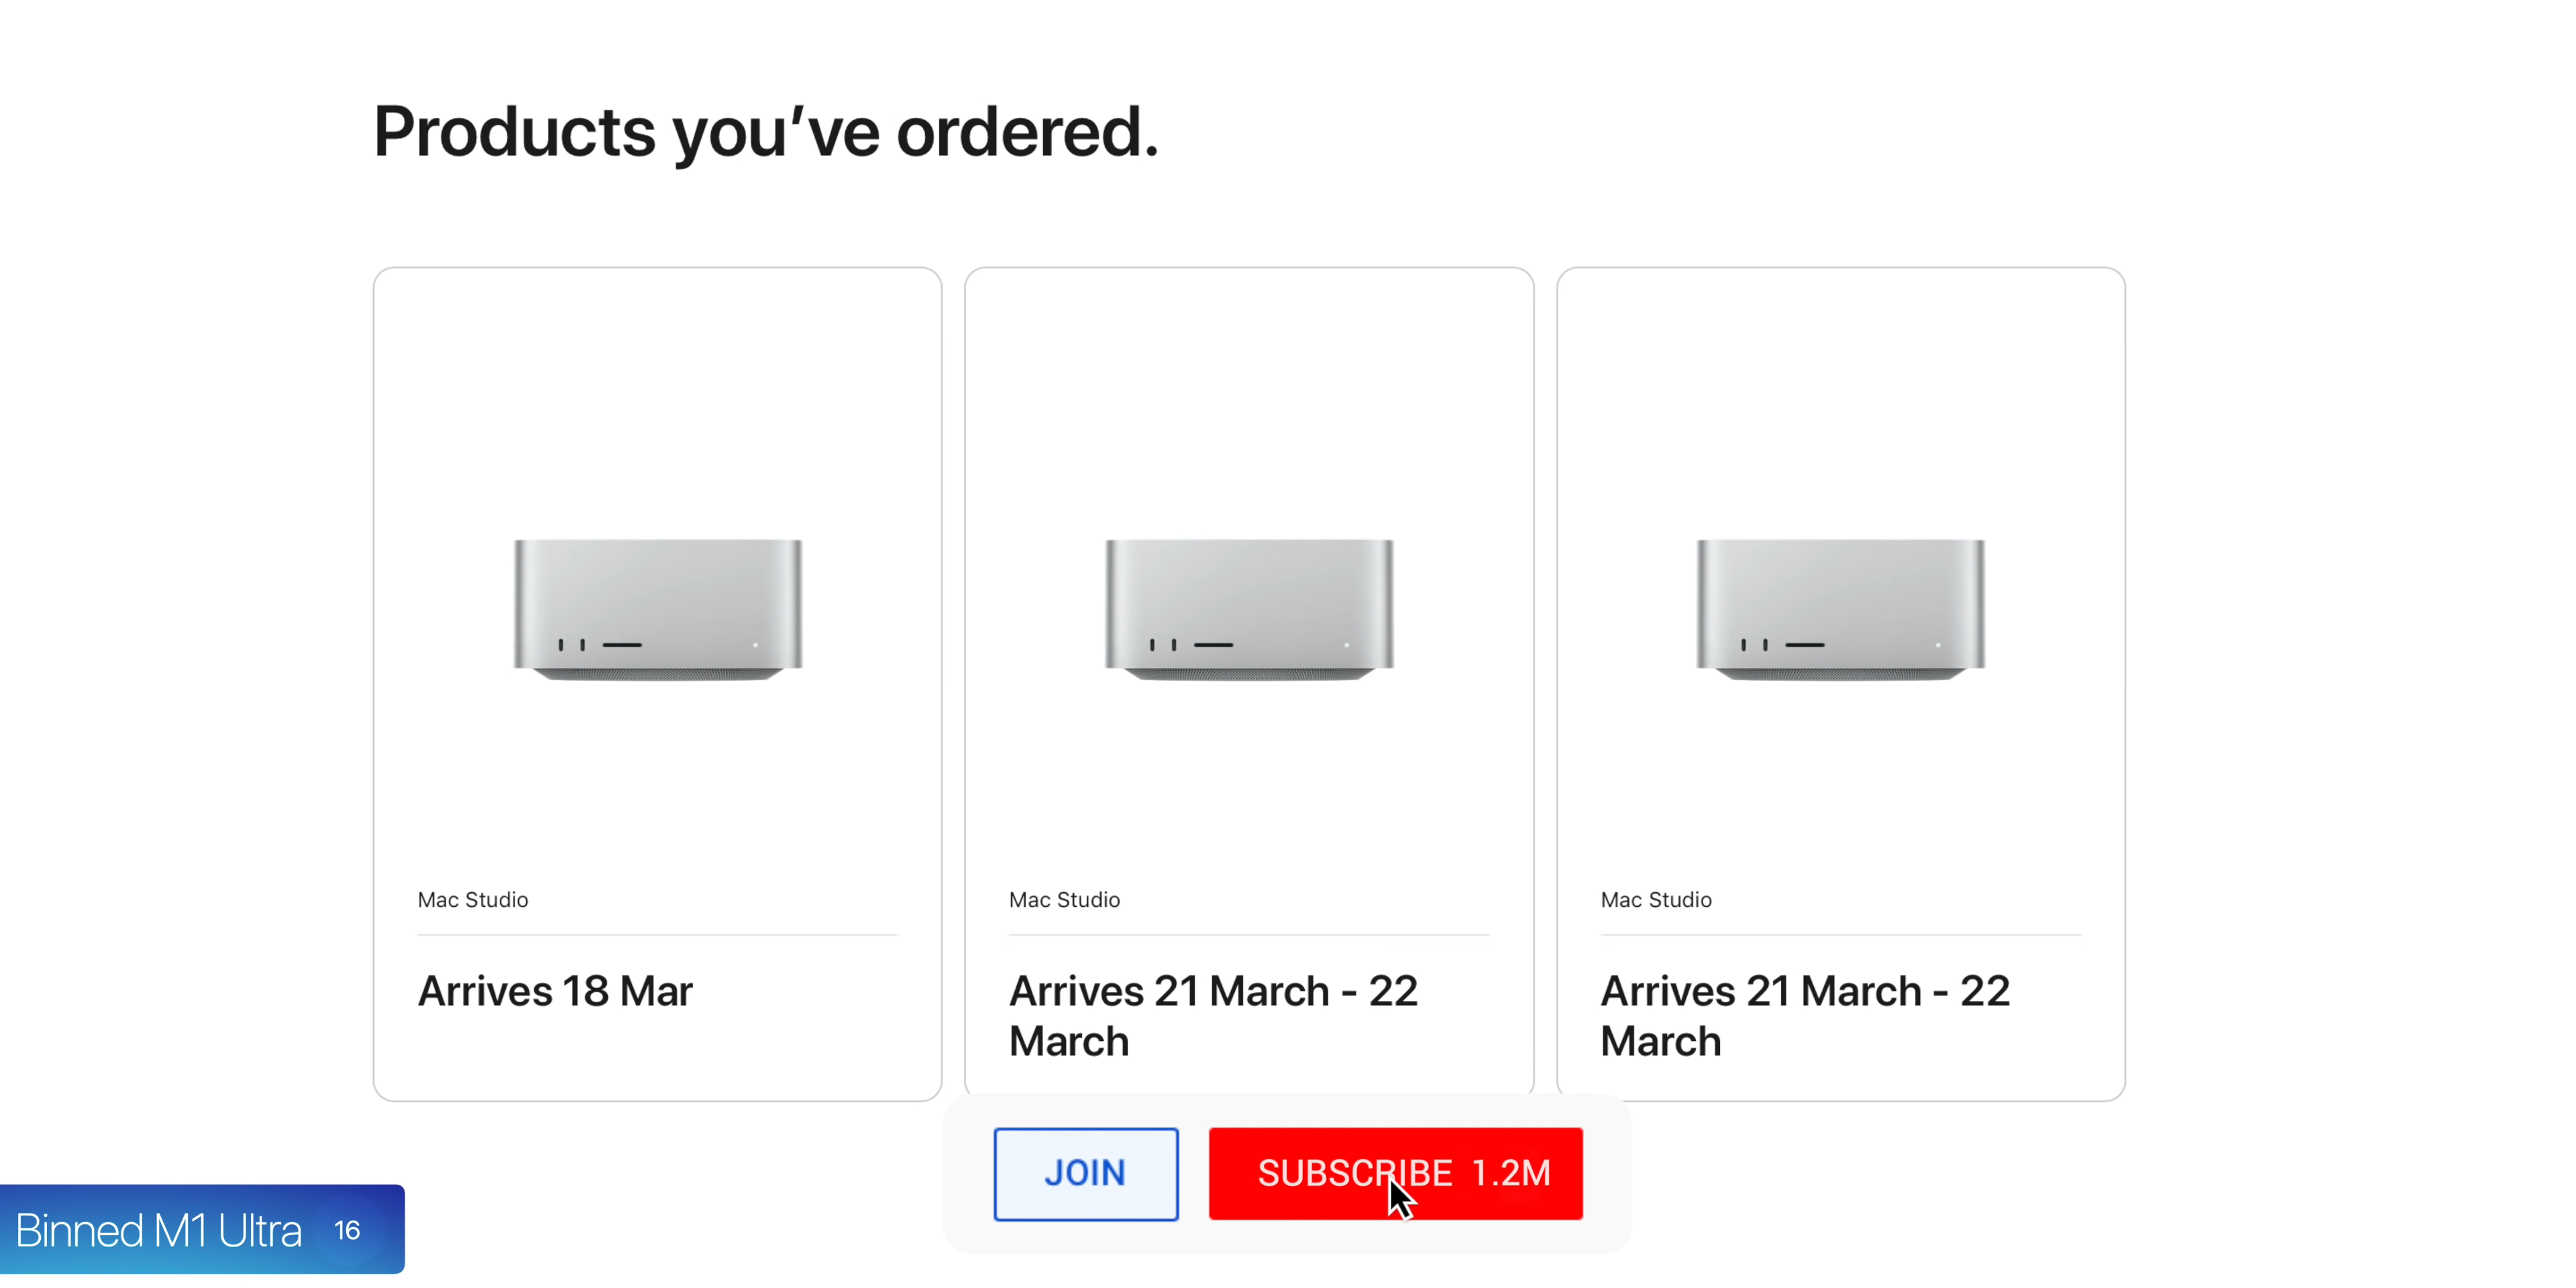 Products you’ve ordered.
Mac Studio
Arrives 18 Mar
Mac Studio
Arrives 21 March - 22
March
Mac Studio
Arrives 21 March - 22
March
JOIN
SUBSCRIBE 1.2M
Binned M1 Ultra 16